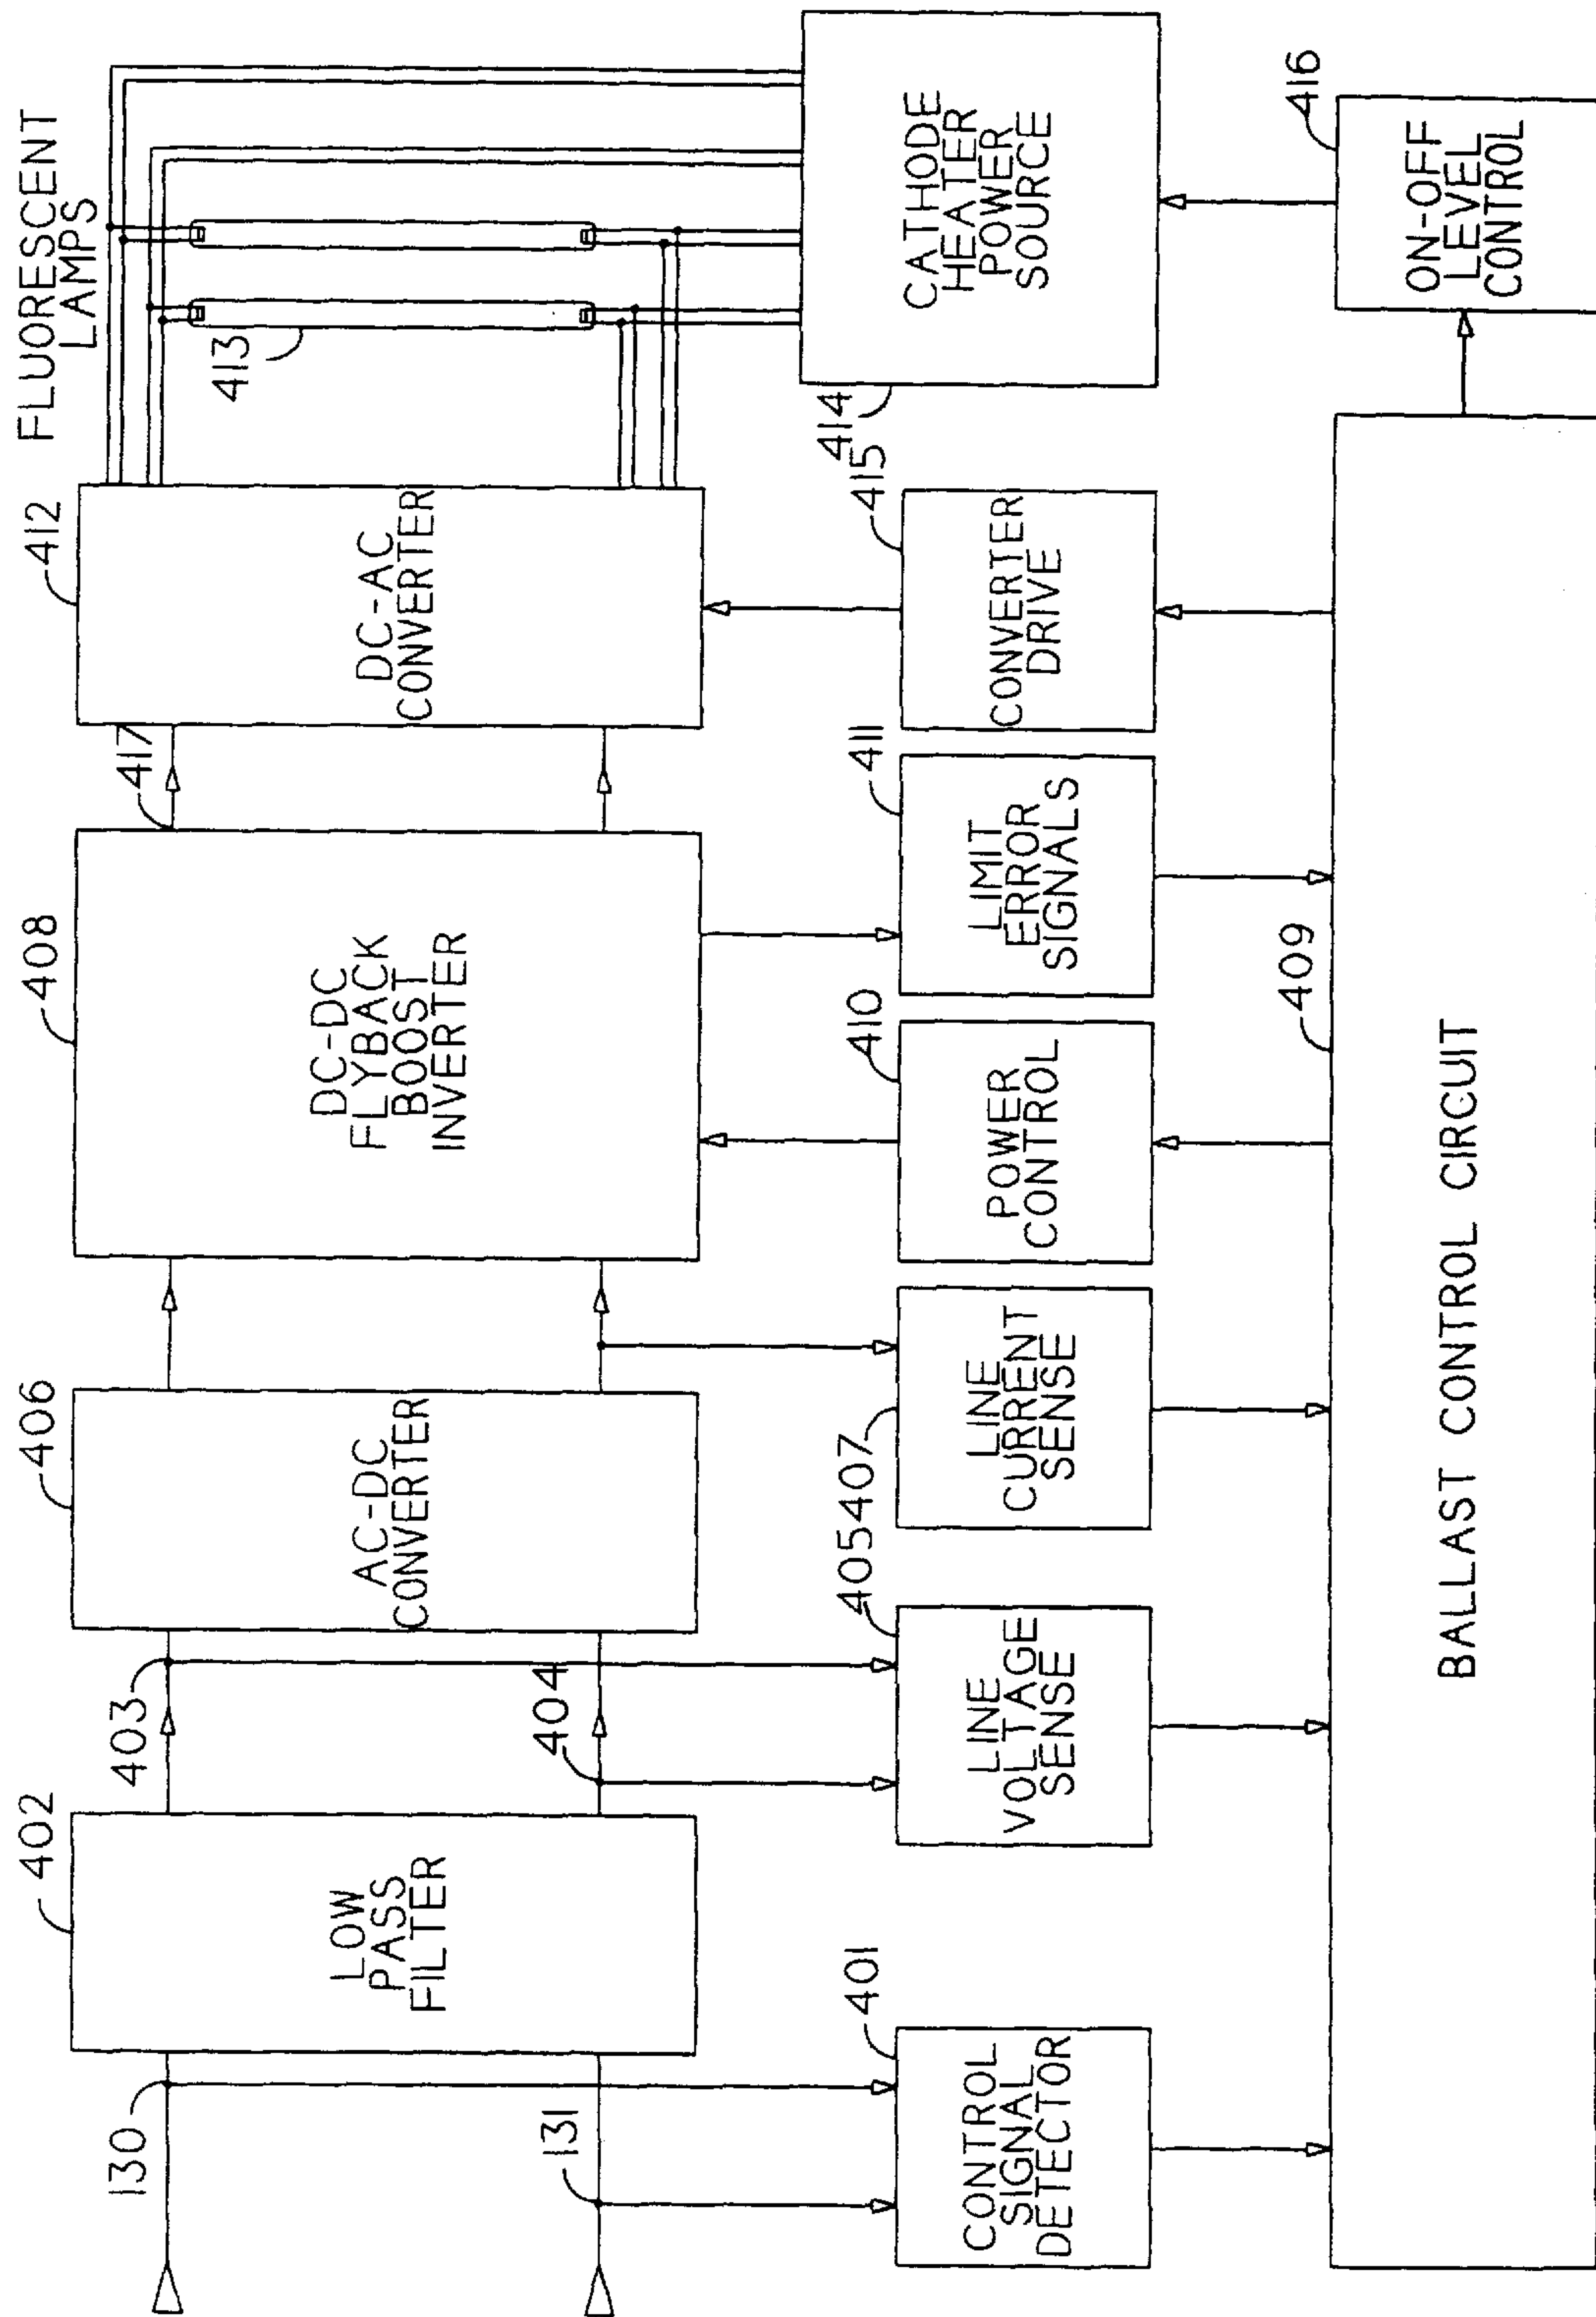 FLUORESCENT
LAMPS
402
406
408
412
417
130
131
403
404
413
LOW
PASS
FILTER
AC-DC
CONVERTER
DC-DC
FLYBACK
BOOST
INVERTER
DC-AC
CONVERTER
401
405
407
410
411
415
414
CONTROL
SIGNAL
DETECTOR
LINE
VOLTAGE
SENSE
LINE
CURRENT
SENSE
POWER
CONTROL
LIMIT
ERROR
SIGNALS
CONVERTER
DRIVE
CATHODE
HEATER
POWER
SOURCE
409
416
BALLAST CONTROL CIRCUIT
ON-OFF
LEVEL
CONTROL